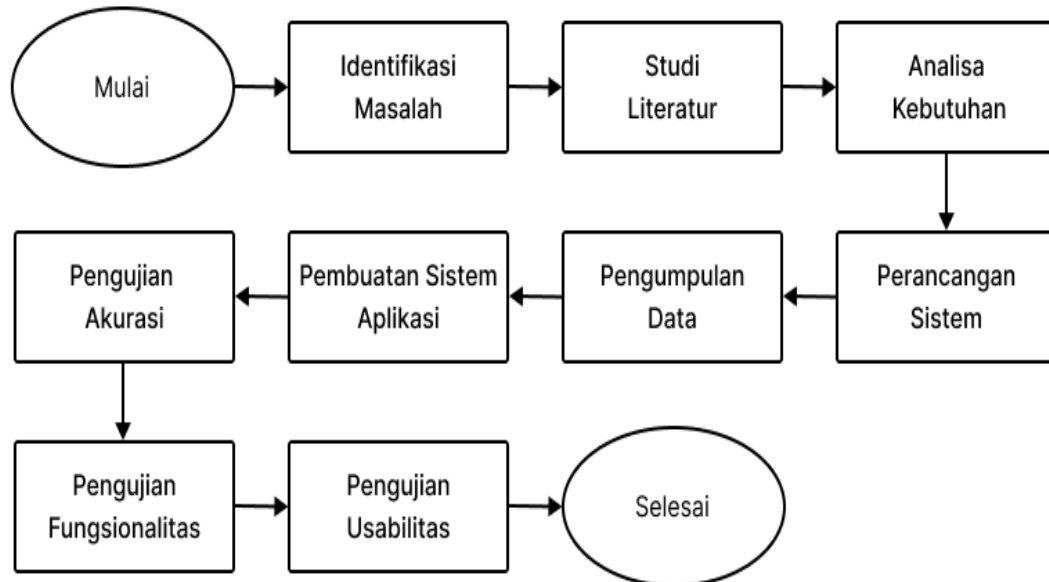 Mulai
Identifikasi
Masalah
Studi
Literatur
Analisa
Kebutuhan
Perancangan
Sistem
Pengumpulan
Data
Pembuatan Sistem
Aplikasi
Pengujian
Akurasi
Pengujian
Fungsionalitas
Pengujian
Usabilitas
Selesai